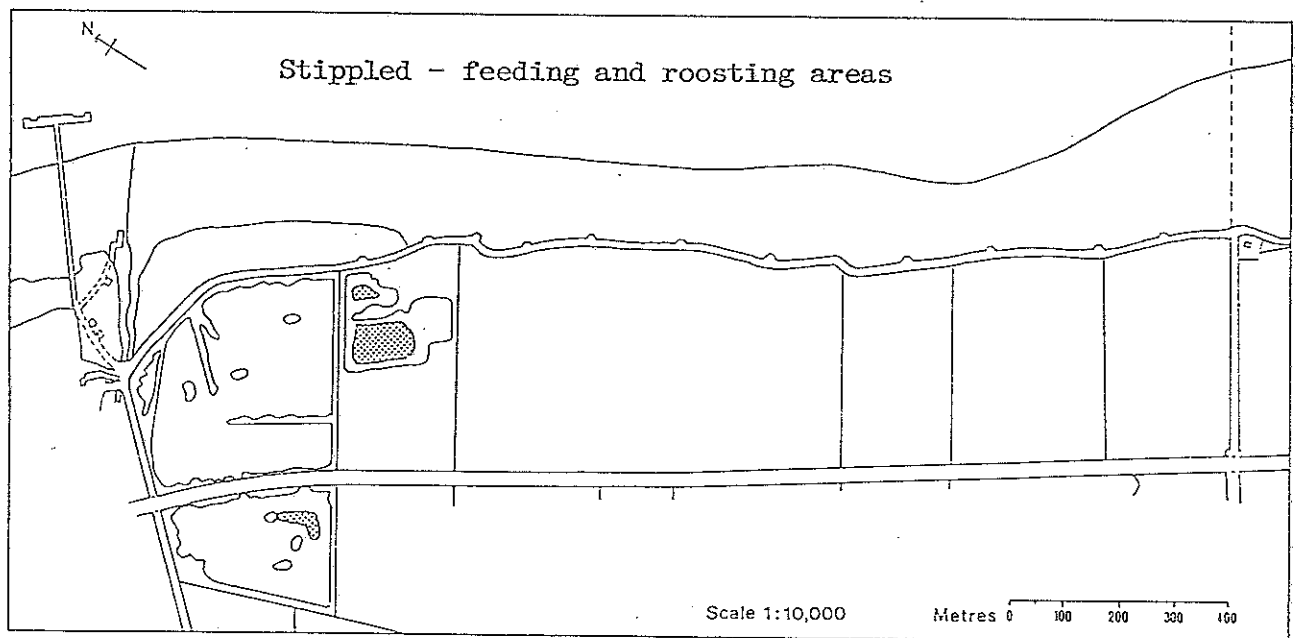 N
Stippled - feeding and roosting areas
Scale 1:10,000 Metres 0 100 200 300 400